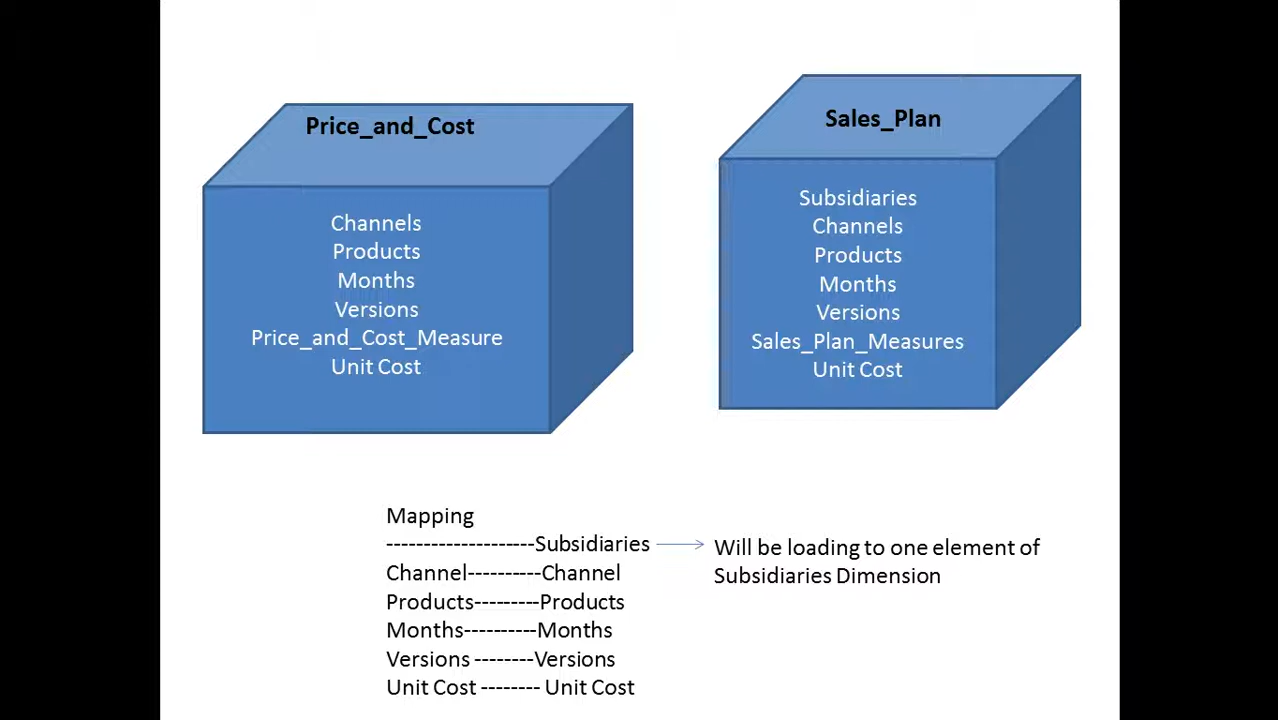 Price_and_Cost
Channels
Products
Months
Versions
Price_and_Cost_Measure
Unit Cost
Sales_Plan
Subsidiaries
Channels
Products
Months
Versions
Sales_Plan_Measures
Unit Cost
Mapping
--------------------Subsidiaries
Channel----------Channel
Products---------Products
Months----------Months
Versions --------Versions
Unit Cost -------- Unit Cost
Will be loading to one element of
Subsidiaries Dimension